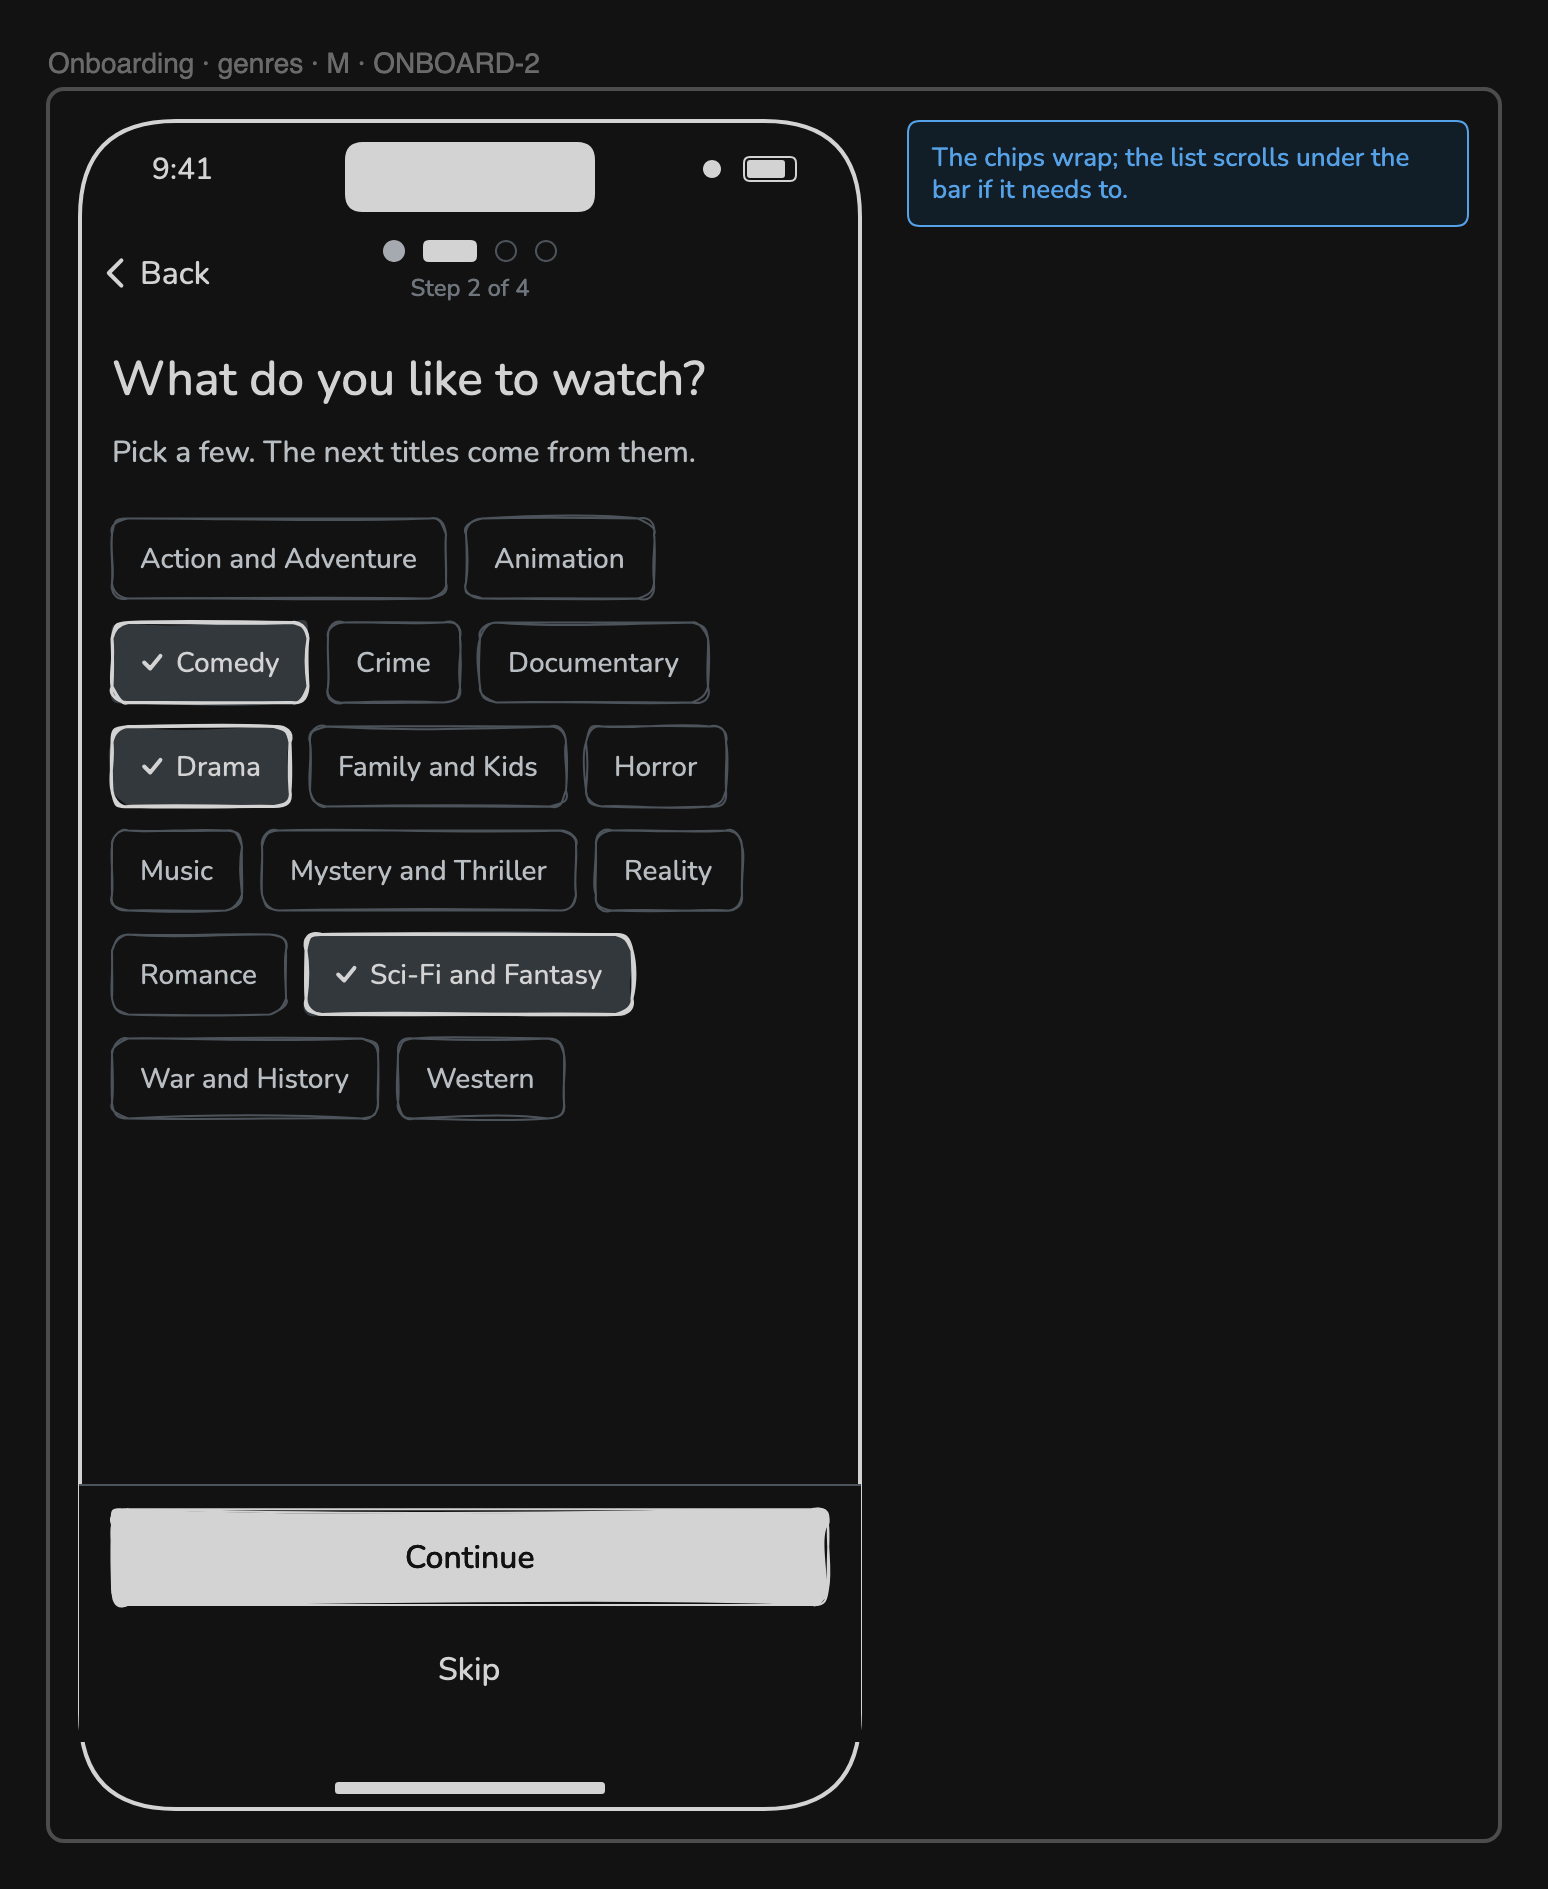 Onboarding · genres · M · ONBOARD-2
9:41
The chips wrap; the list scrolls under the
bar if it needs to.
Back
Step 2 of 4
What do you like to watch?
Pick a few. The next titles come from them.
Action and Adventure
Animation
Comedy
Crime
Documentary
Drama
Family and Kids
Horror
Music
Mystery and Thriller
Reality
Romance
Sci-Fi and Fantasy
War and History
Western
Continue
Skip